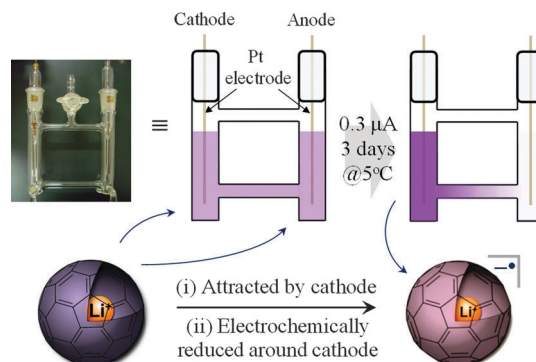 Cathode Anode
Pt
electrode
≡
0.3 μA
3 days
@5°C
(i) Attracted by cathode
(ii) Electrochemically
reduced around cathode
Li⁺
Li⁺
−•